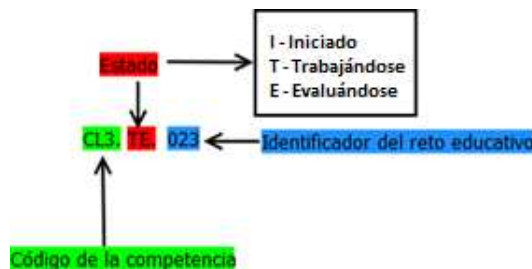 I - Iniciado
Estado
T - Trabajándose
E - Evaluándose
CL3. TE. 023
Identificador del reto educativo
Código de la competencia